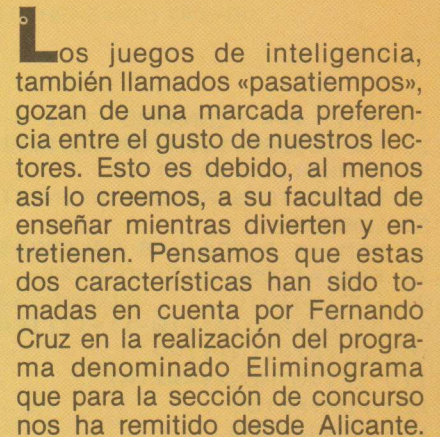 Los juegos de inteligencia,
también llamados «pasatiempos»,
gozan de una marcada preferen-
cia entre el gusto de nuestros lec-
tores. Esto es debido, al menos
así lo creemos, a su facultad de
enseñar mientras divierten y en-
tretienen. Pensamos que estas
dos características han sido to-
madas en cuenta por Fernando
Cruz en la realización del progra-
ma denominado Eliminograma
que para la sección de concurso
nos ha remitido desde Alicante.